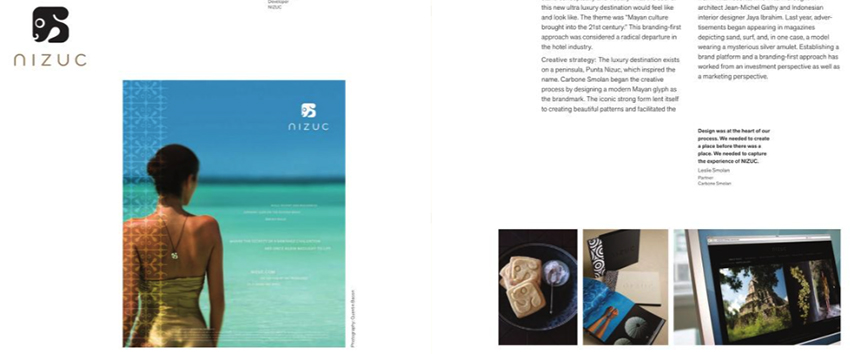 Developer
NIZUC
NIZUC
NIZUC
Photography: Quentin Bacon
this new ultra luxury destination would feel like
and look like. The theme was "Mayan culture
brought into the 21st century." This branding-first
approach was considered a radical departure in
the hotel industry.
Creative strategy: The luxury destination exists
on a peninsula, Punta Nizuc, which inspired the
name. Carbone Smolan began the creative
process by designing a modern Mayan glyph as
the brandmark. The iconic strong form lent itself
to creating beautiful patterns and facilitated the
architect Jean-Michel Gathy and Indonesian
interior designer Jaya Ibrahim. Last year, adver-
tisements began appearing in magazines
depicting sand, surf, and, in one case, a model
wearing a mysterious silver amulet. Establishing a
brand platform and a branding-first approach has
worked from an investment perspective as well as
a marketing perspective.
Design was at the heart of our
process. We needed to create
a place before there was a
place. We needed to capture
the experience of NIZUC.
Leslie Smolan
Partner
Carbone Smolan